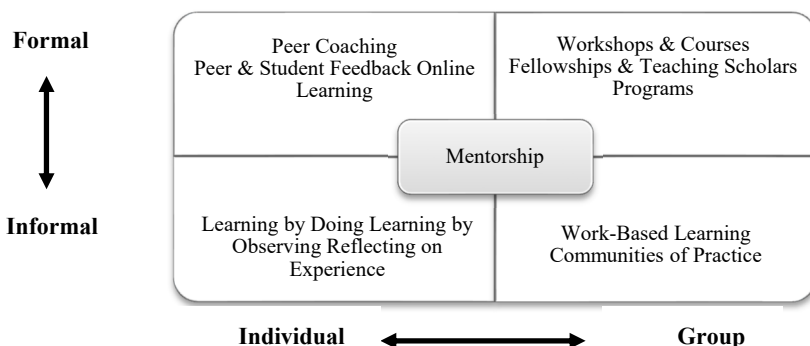 Formal
Peer Coaching
Peer & Student Feedback Online
Learning
Workshops & Courses
Fellowships & Teaching Scholars
Programs
Mentorship
Informal
Learning by Doing Learning by
Observing Reflecting on
Experience
Work-Based Learning
Communities of Practice
Individual
Group